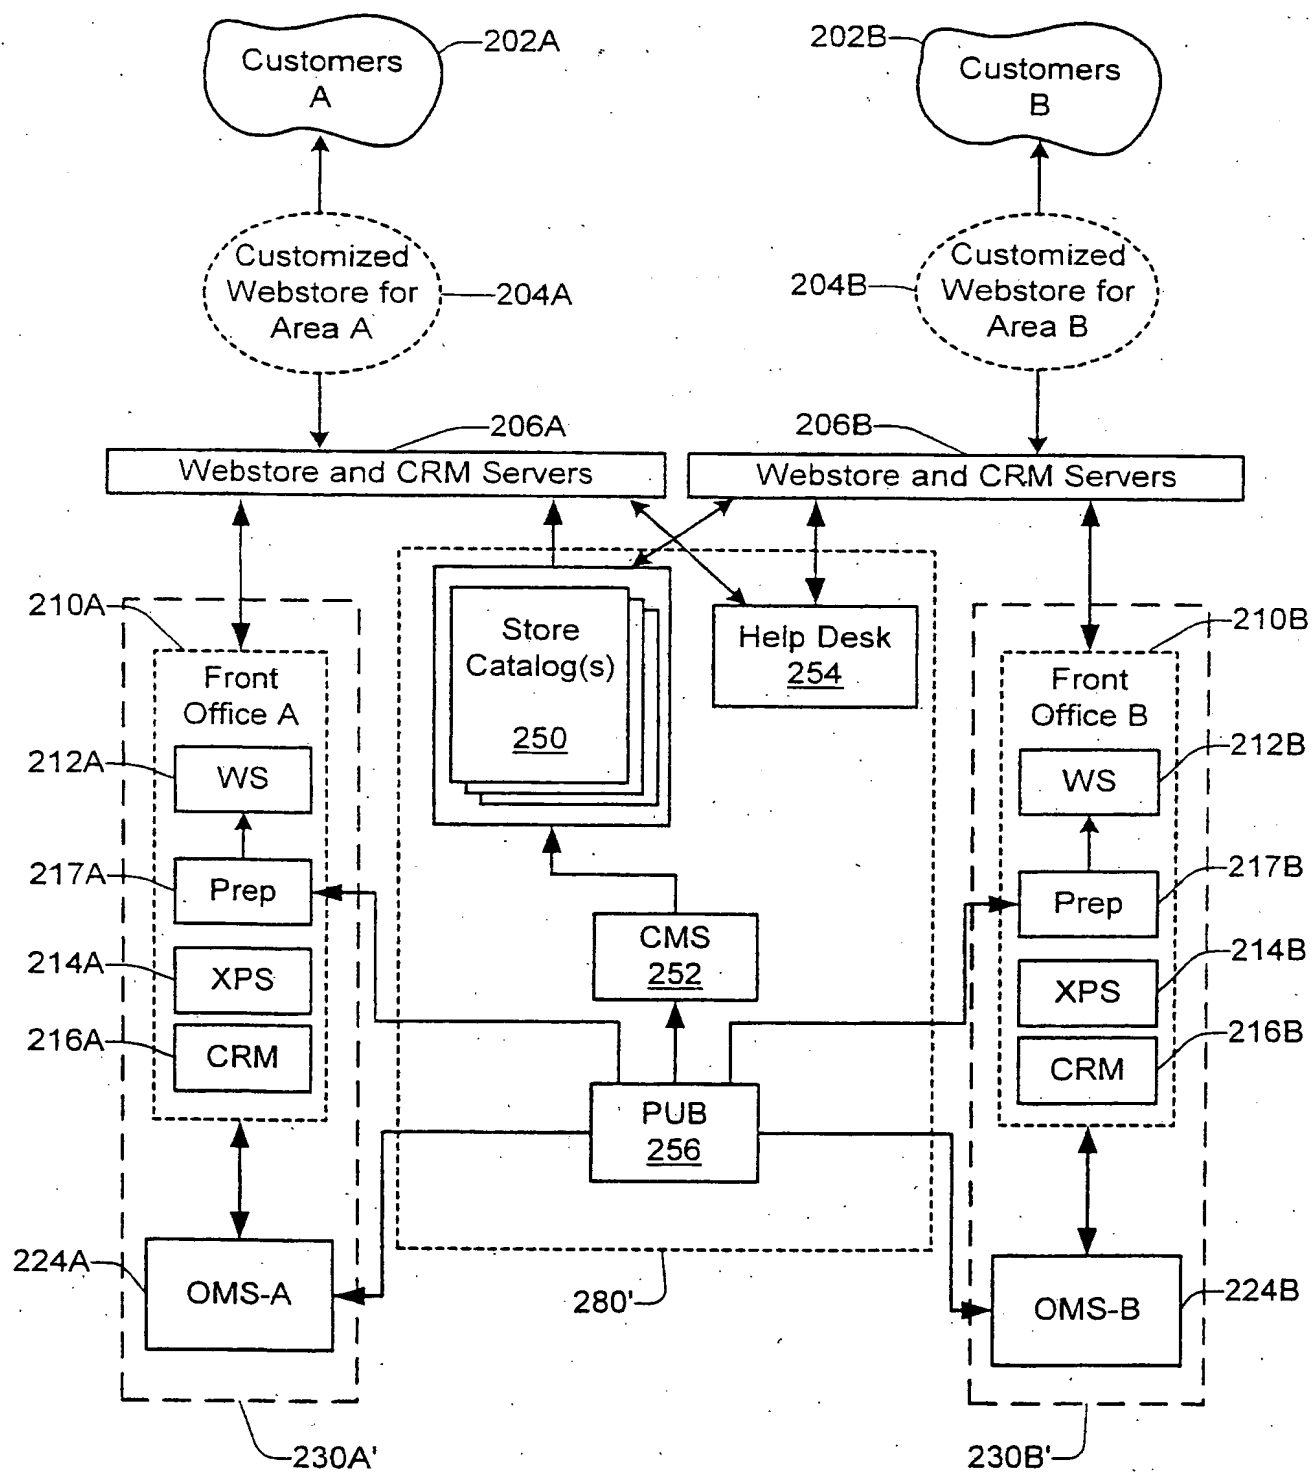 Customers
A
202A
202B
Customers
B
Customized
Webstore for
Area A
204A
204B
Customized
Webstore for
Area B
206A
206B
Webstore and CRM Servers
Webstore and CRM Servers
210A
Front
Office A
212A
WS
217A
Prep
214A
XPS
216A
CRM
224A
OMS-A
230A'
Store
Catalog(s)
250
Help Desk
254
CMS
252
PUB
256
280'
210B
Front
Office B
212B
WS
217B
Prep
214B
XPS
216B
CRM
224B
OMS-B
230B'